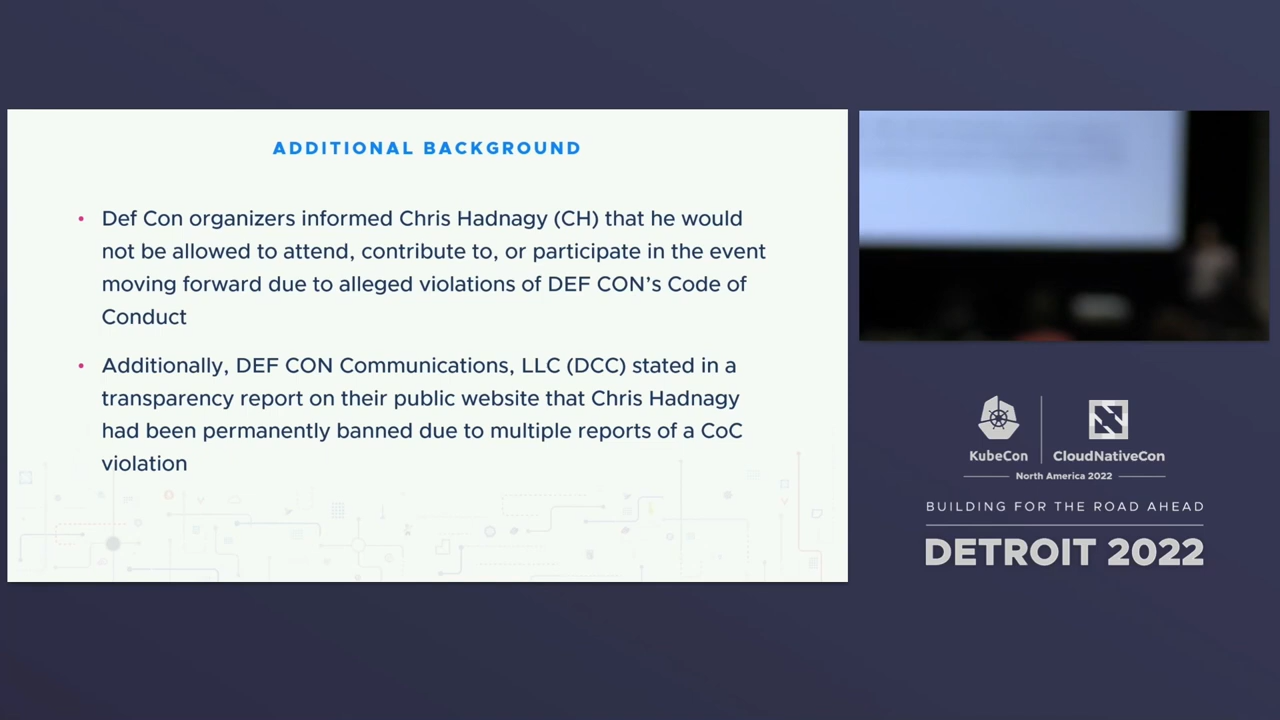 ADDITIONAL BACKGROUND
• Def Con organizers informed Chris Hadnagy (CH) that he would
not be allowed to attend, contribute to, or participate in the event
moving forward due to alleged violations of DEF CON’s Code of
Conduct
• Additionally, DEF CON Communications, LLC (DCC) stated in a
transparency report on their public website that Chris Hadnagy
had been permanently banned due to multiple reports of a CoC
violation
KubeCon
CloudNativeCon
North America 2022
BUILDING FOR THE ROAD AHEAD
DETROIT 2022